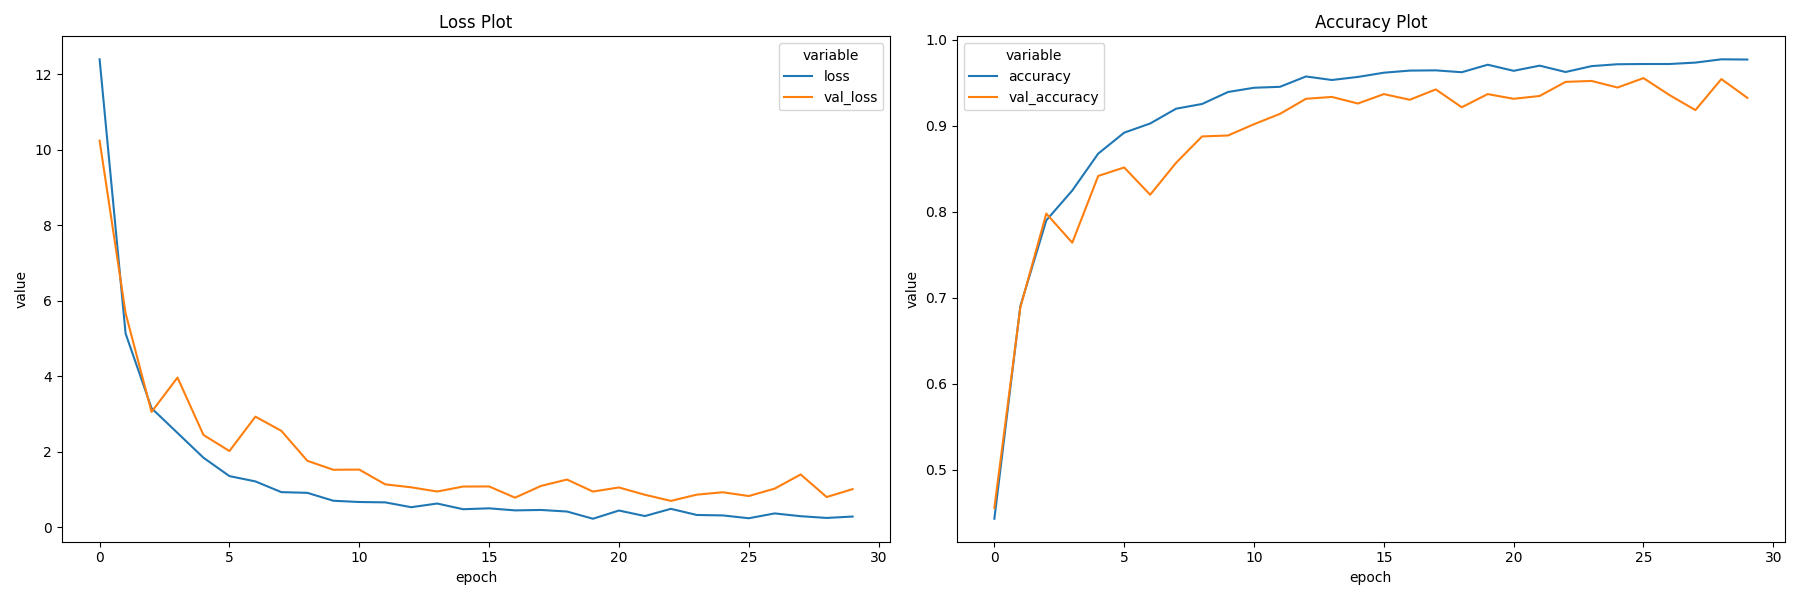 Loss Plot
variable
loss
val_loss
12
10
8
6
4
2
0
value
0 5 10 15 20 25 30
epoch
Accuracy Plot
variable
accuracy
val_accuracy
1.0
0.9
0.8
0.7
0.6
0.5
value
0 5 10 15 20 25 30
epoch